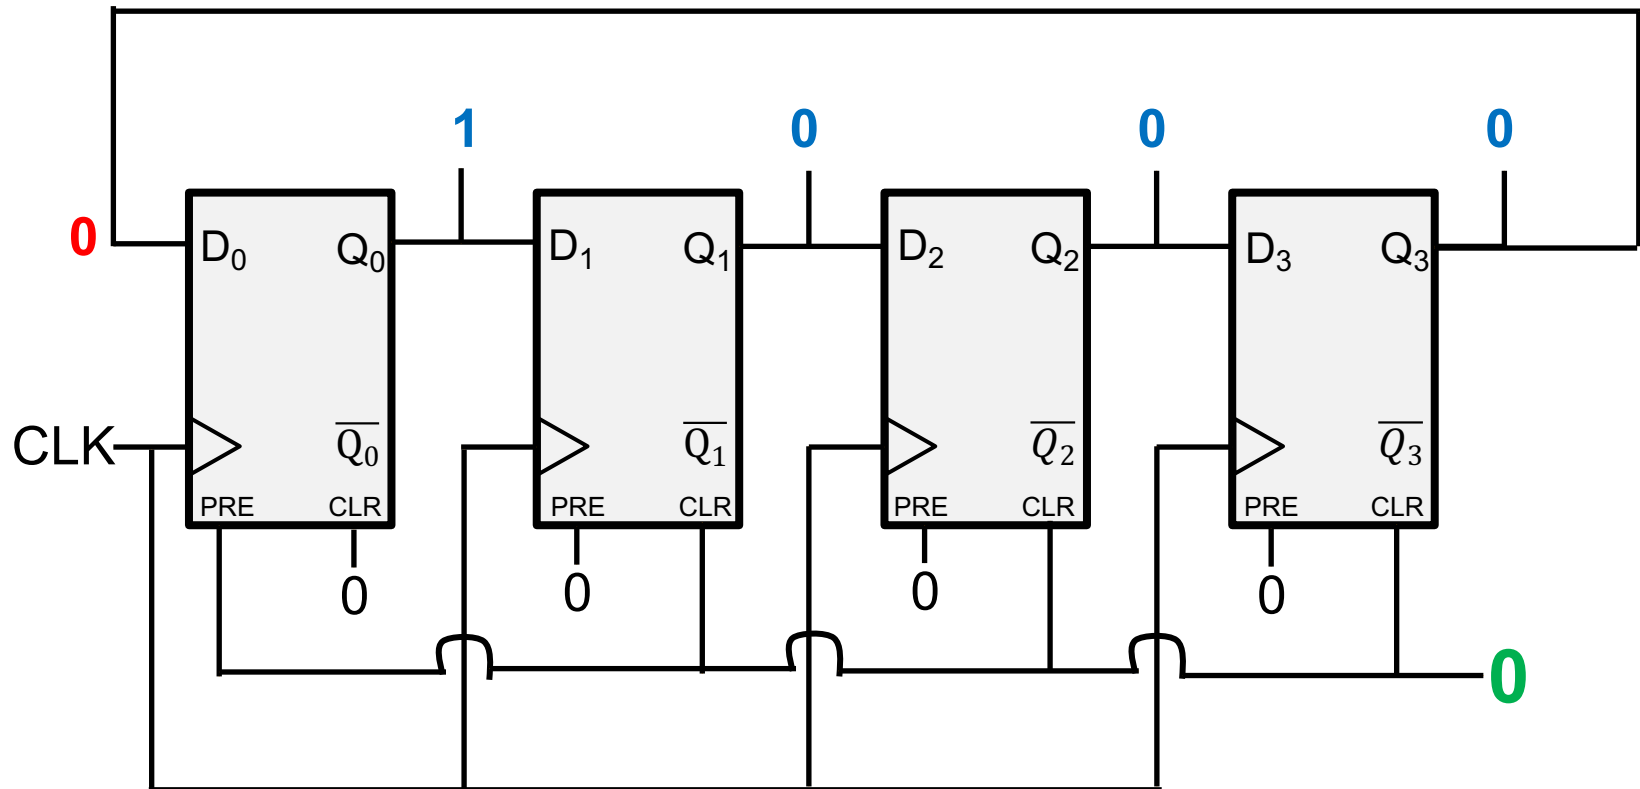 1 0 0 0
0 D₀ Q₀ D₁ Q₁ D₂ Q₂ D₃ Q₃
CLK Q̅₀ Q̅₁ Q̅₂ Q̅₃
PRE CLR PRE CLR PRE CLR PRE CLR
0 0 0 0
0